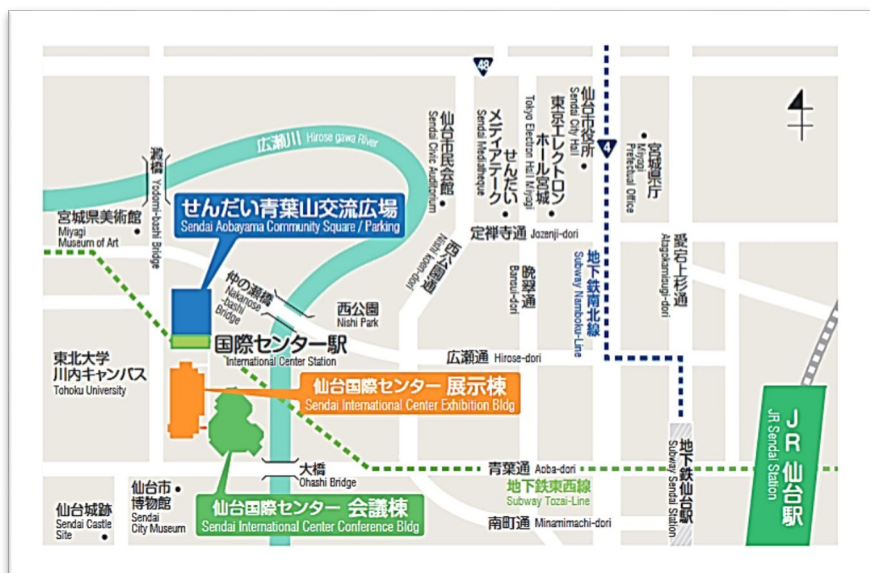 48
仙台市民会館
Sendai Civic Auditorium
せんだい
メディアテーク
Sendai Mediatheque
東京エレクトロン
ホール宮城
Tokyo Electron Hall Miyagi
仙台市役所
Sendai City Hall
4
宮城県庁
Miyagi
Prefectual Office
広瀬川 Hirose gawa River
澱橋
Yodomi-bashi Bridge
せんだい青葉山交流広場
Sendai Aobayama Community Square / Parking
宮城県美術館
Miyagi
Museum of Art
定禅寺通 Jozenji-dori
西公園通
Nishi koen-dori
晩翠通
Bansui-dori
地下鉄南北線
Subway Namboku-Line
愛宕上杉通
Atagokamisugi-dori
仲の瀬橋
Nakanose
-bashi
Bridge
西公園
Nishi Park
国際センター駅
International Center Station
広瀬通 Hirose-dori
東北大学
川内キャンパス
Tohoku University
仙台国際センター 展示棟
Sendai International Center Exhibition Bldg
JR 仙台駅
JR Sendai Station
地下鉄仙台駅
Subway Sendai Station
大橋
Ohashi Bridge
青葉通 Aoba-dori
地下鉄東西線
Subway Tozai-Line
仙台城跡
Sendai Castle
Site
仙台市
博物館
Sendai
City Museum
仙台国際センター 会議棟
Sendai International Center Conference Bldg
南町通 Minamimachi-dori